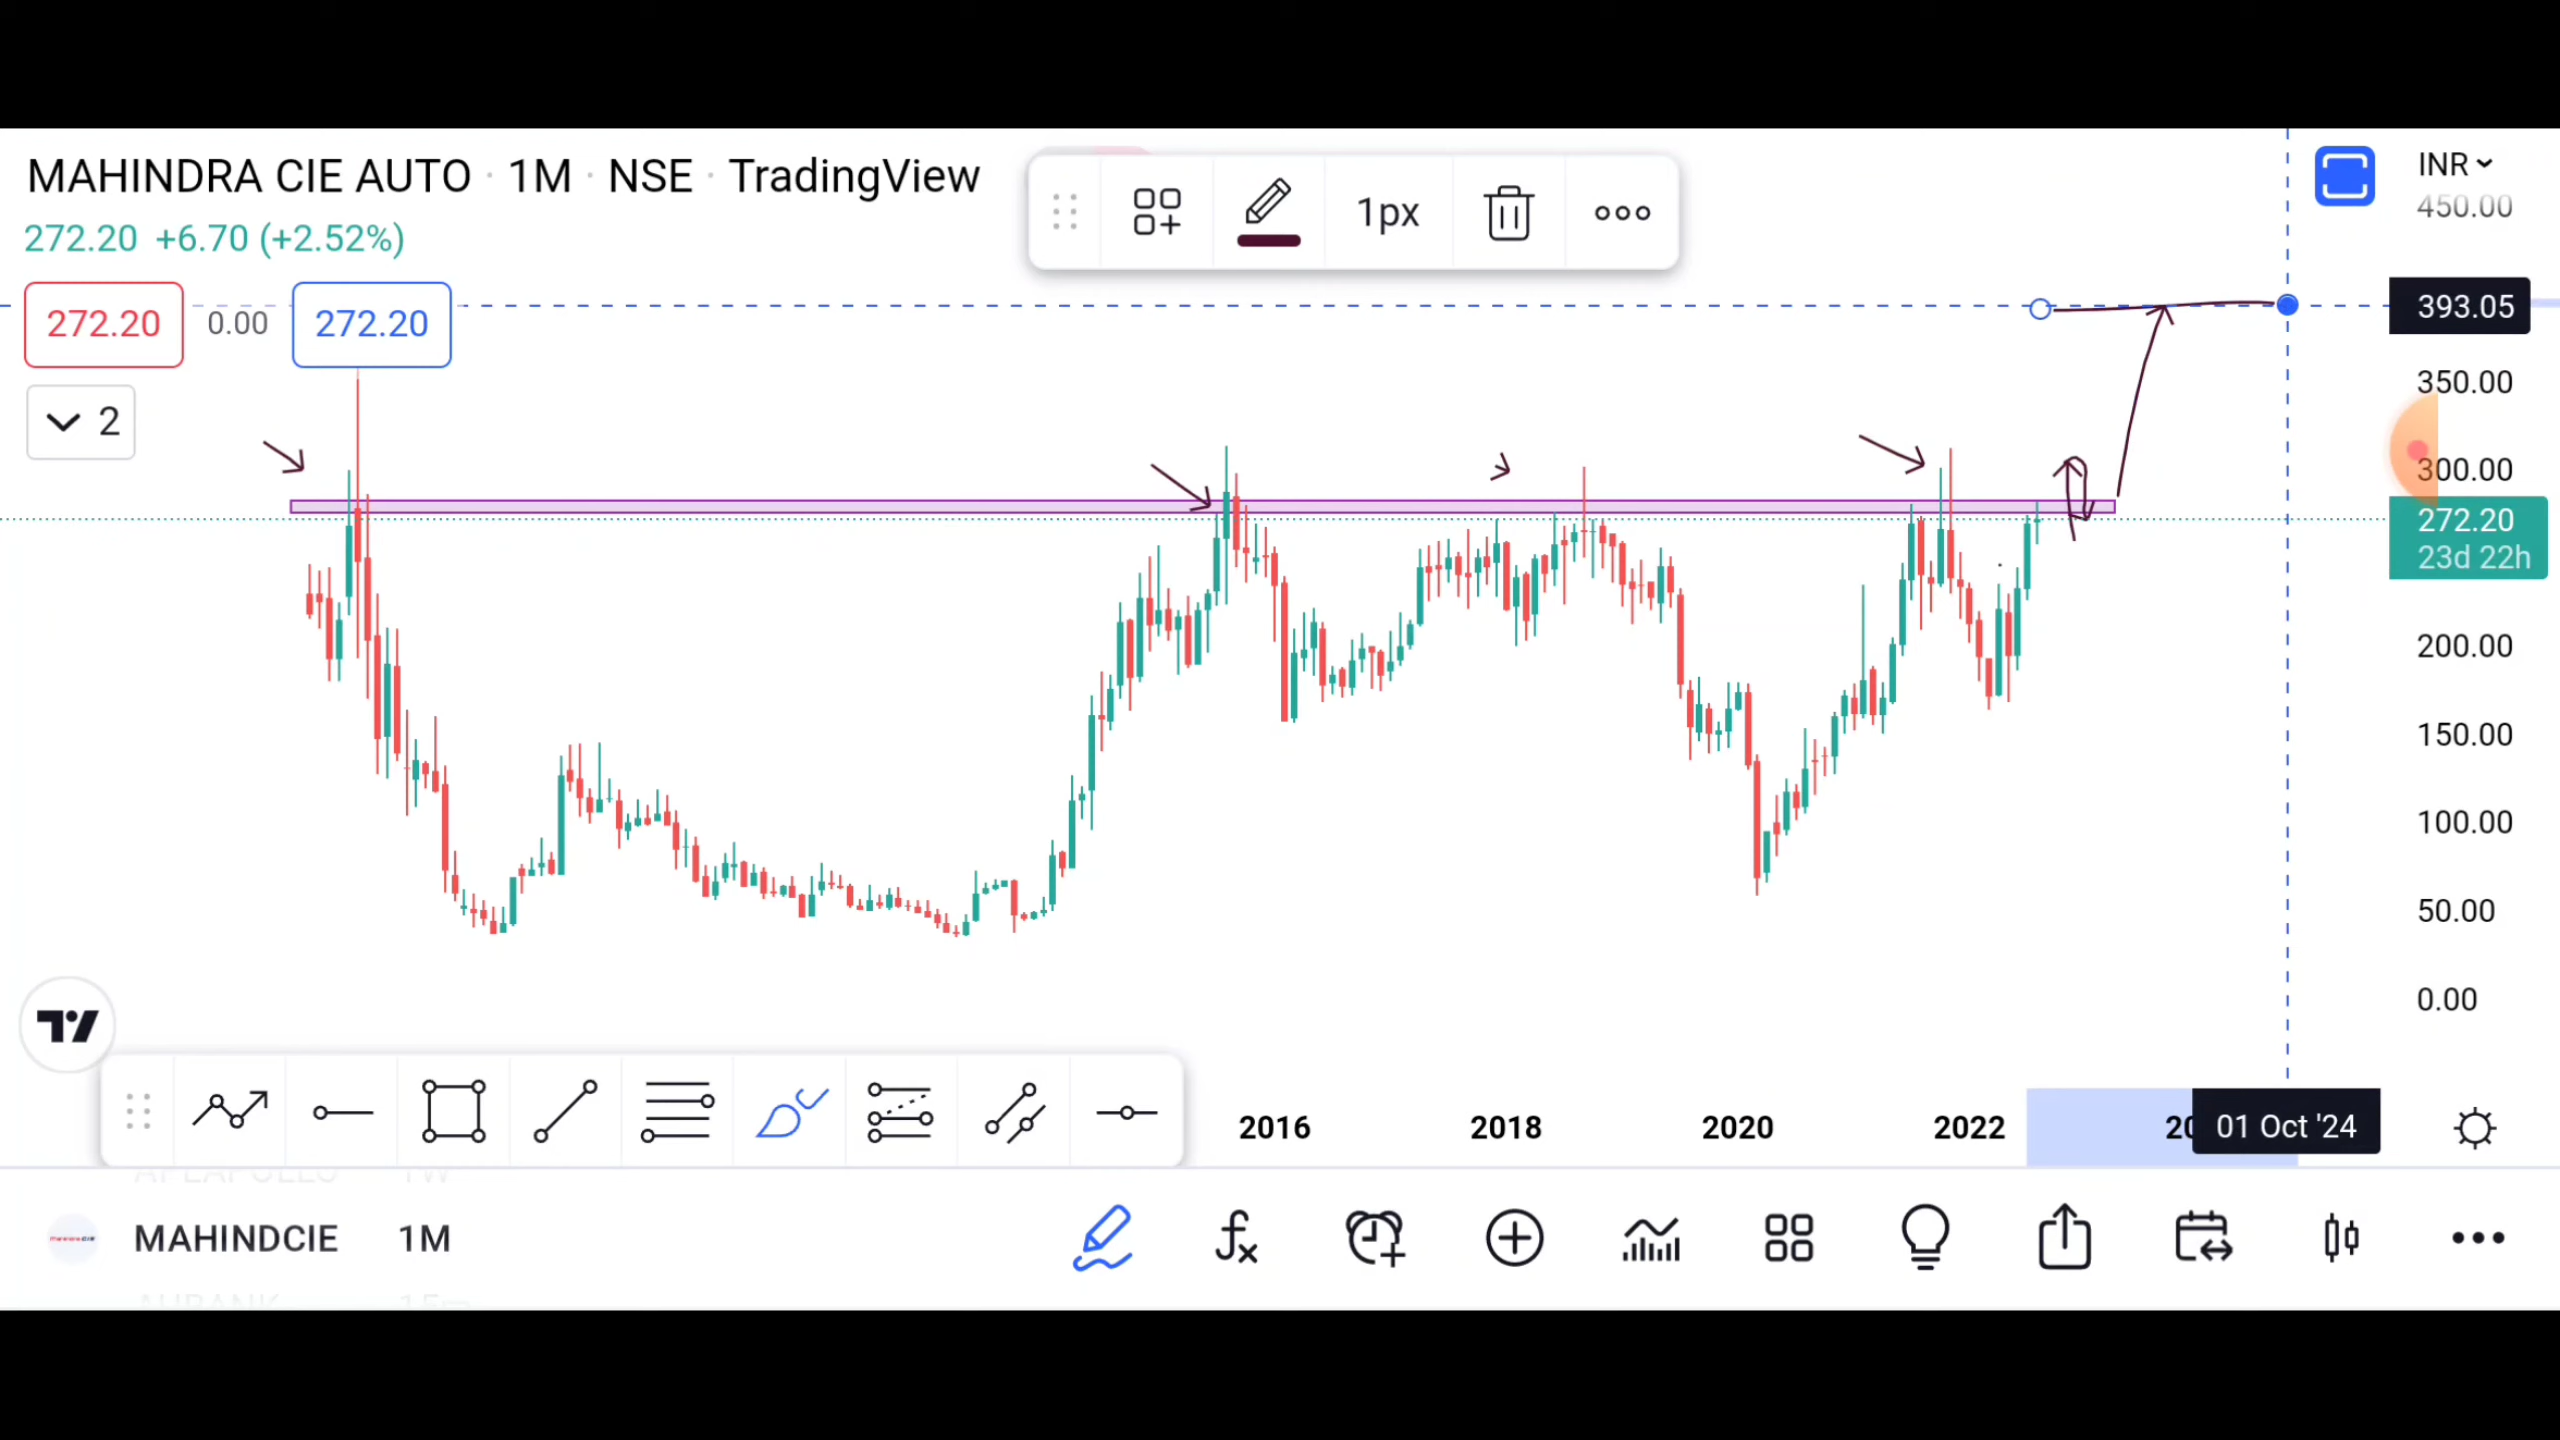 MAHINDRA CIE AUTO · 1M · NSE · TradingView
272.20 +6.70 (+2.52%)
272.20 0.00 272.20
2
1px
INR
450.00
393.05
350.00
300.00
272.20
23d 22h
200.00
150.00
100.00
50.00
0.00
2016 2018 2020 2022 01 Oct '24
MAHINDCIE 1M